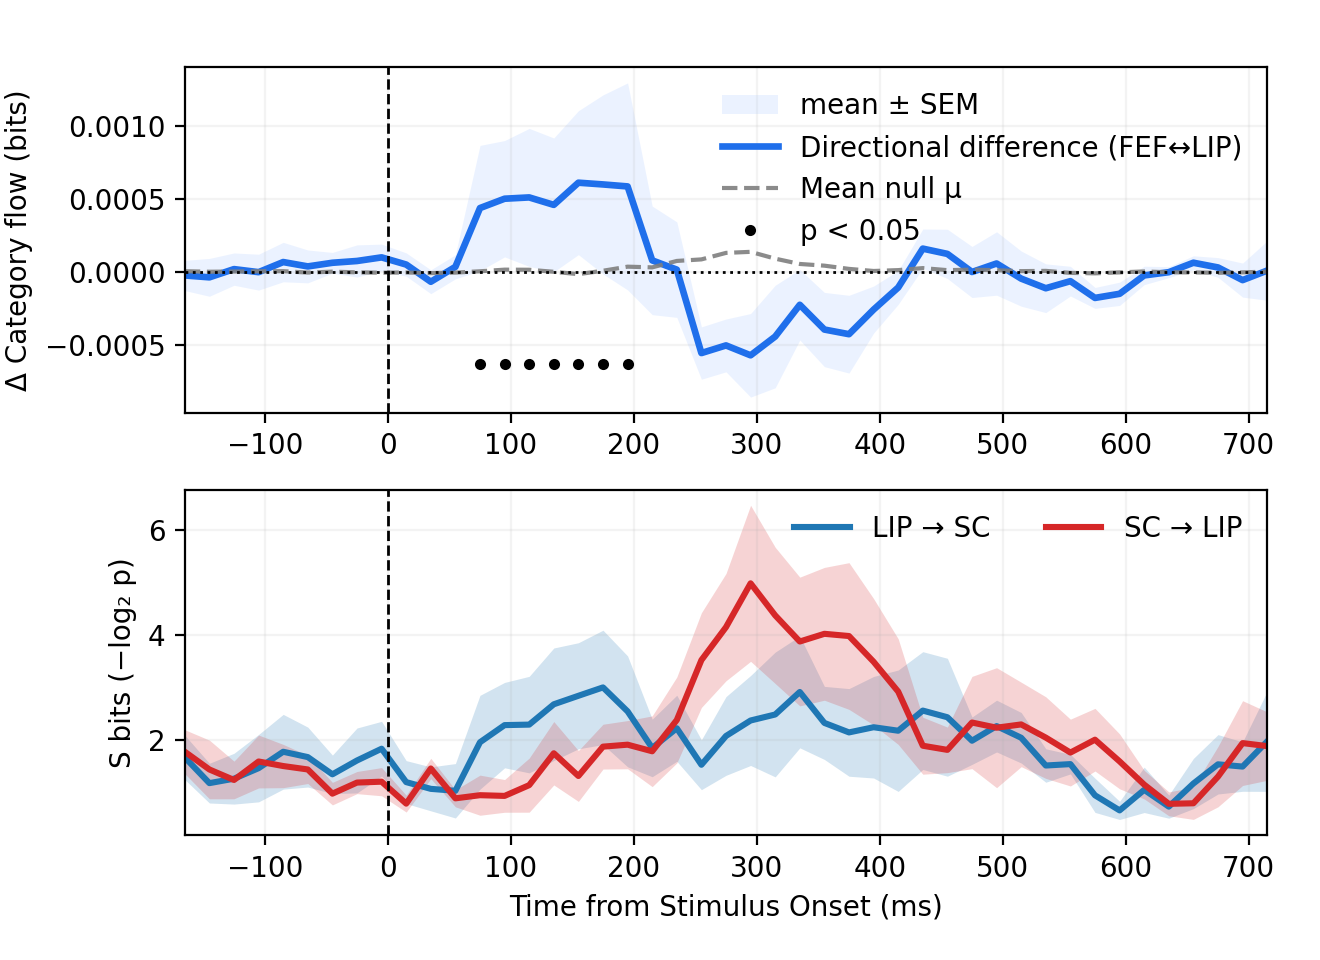 Δ Category flow (bits)
0.0010
0.0005
0.0000
−0.0005
mean ± SEM
Directional difference (FEF↔LIP)
Mean null μ
p < 0.05
−100 0 100 200 300 400 500 600 700
S bits (−log₂ p)
6
4
2
LIP → SC SC → LIP
−100 0 100 200 300 400 500 600 700
Time from Stimulus Onset (ms)